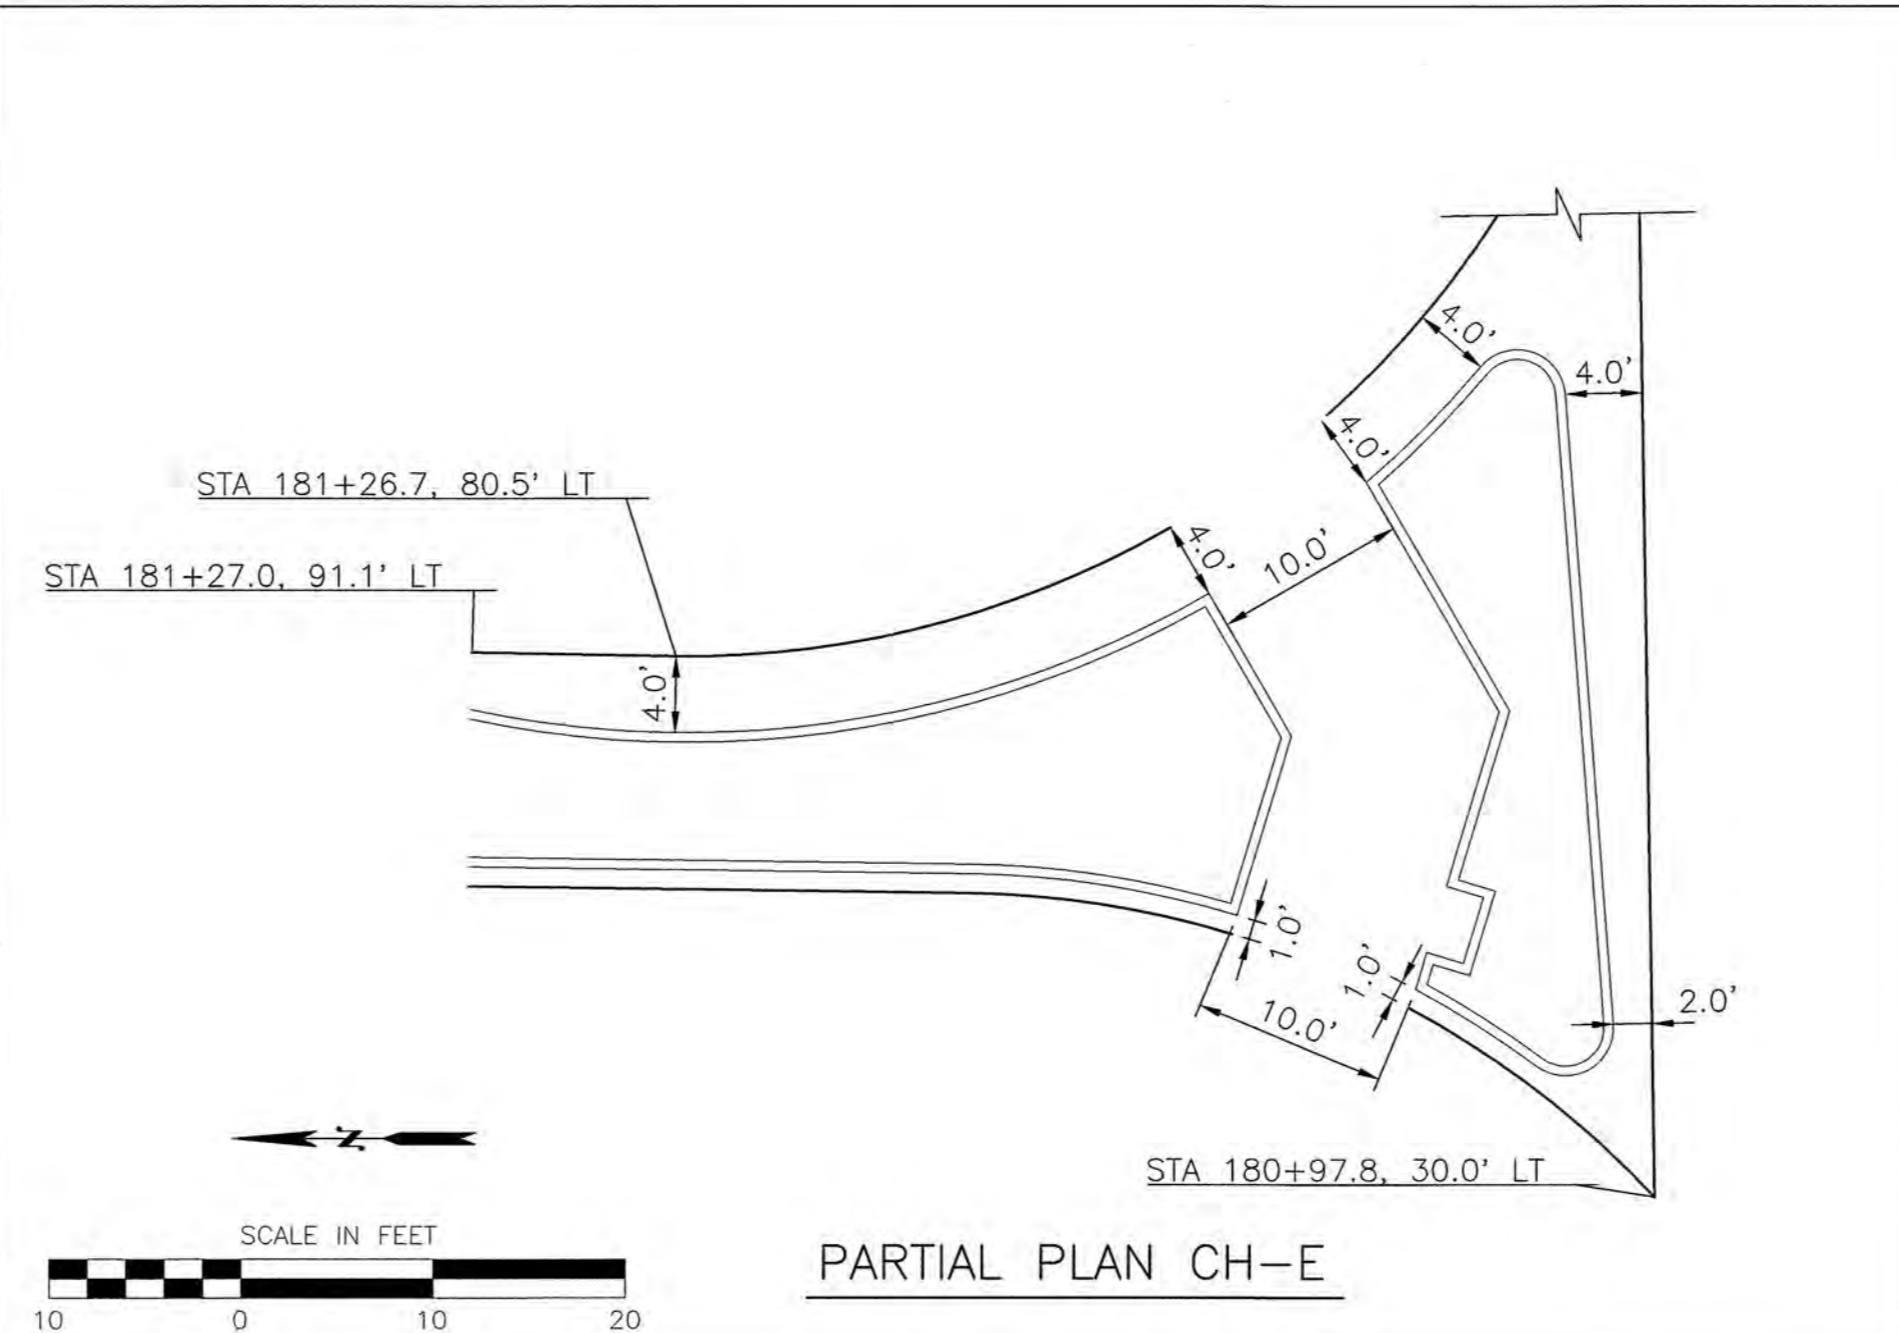 4.0'
4.0'
4.0'
STA 181+26.7, 80.5' LT
4.0'
10.0'
STA 181+27.0, 91.1' LT
4.0'
1.0'
1.0'
10.0'
2.0'
N
STA 180+97.8, 30.0' LT
SCALE IN FEET
10 0 10 20
PARTIAL PLAN CH-E